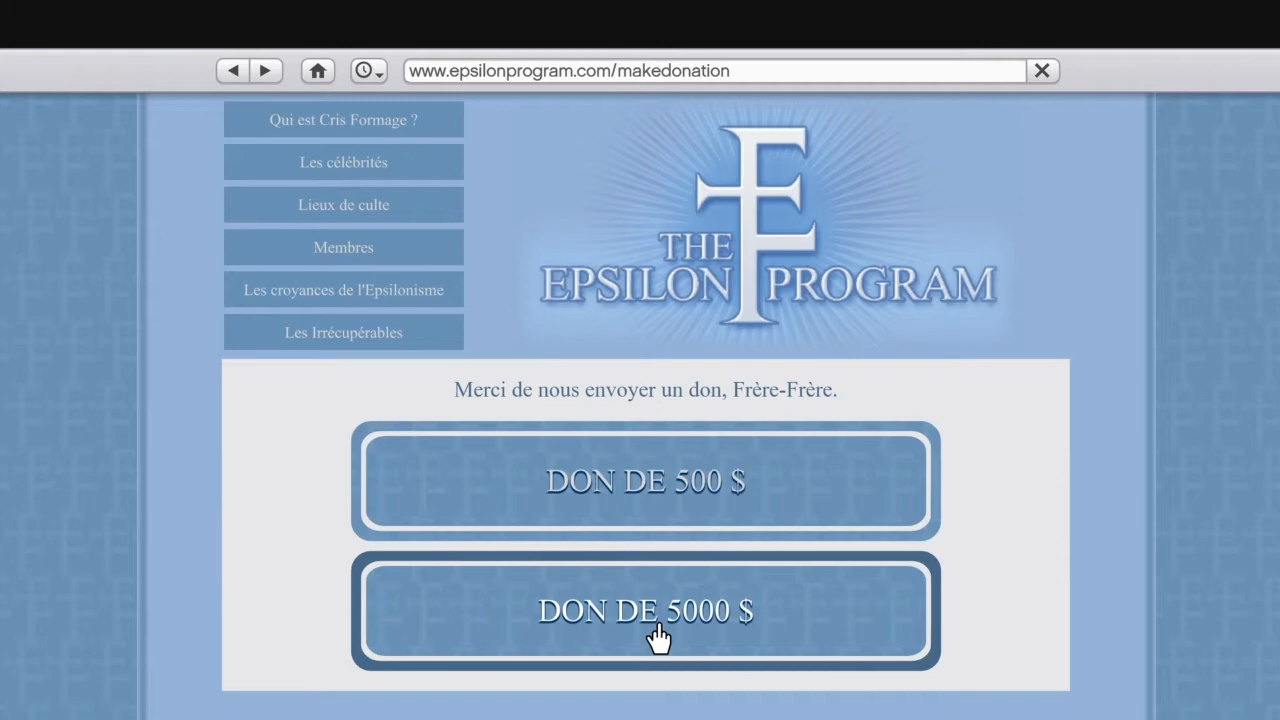 www.epsilonprogram.com/makedonation
Qui est Cris Formage ?
Les célébrités
Lieux de culte
Membres
Les croyances de l'Epsilonisme
Les Irrécupérables
THE
EPSILON PROGRAM
Merci de nous envoyer un don, Frère-Frère.
DON DE 500 $
DON DE 5000 $